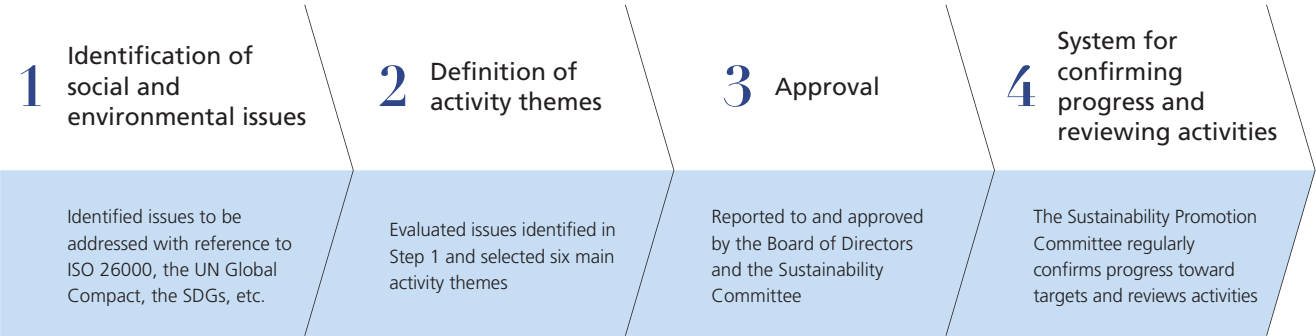 1
Identification of
social and
environmental issues
Identified issues to be
addressed with reference to
ISO 26000, the UN Global
Compact, the SDGs, etc.
2
Definition of
activity themes
Evaluated issues identified in
Step 1 and selected six main
activity themes
3
Approval
Reported to and approved
by the Board of Directors
and the Sustainability
Committee
4
System for
confirming
progress and
reviewing activities
The Sustainability Promotion
Committee regularly
confirms progress toward
targets and reviews activities